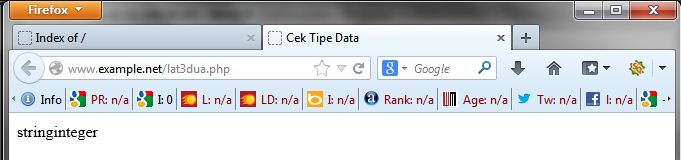 Firefox
Index of / Cek Tipe Data
www.example.net/lat3dua.php Google
Info PR: n/a I: 0 L: n/a LD: n/a I: n/a Rank: n/a Age: n/a Tw: n/a I: n/a
stringinteger